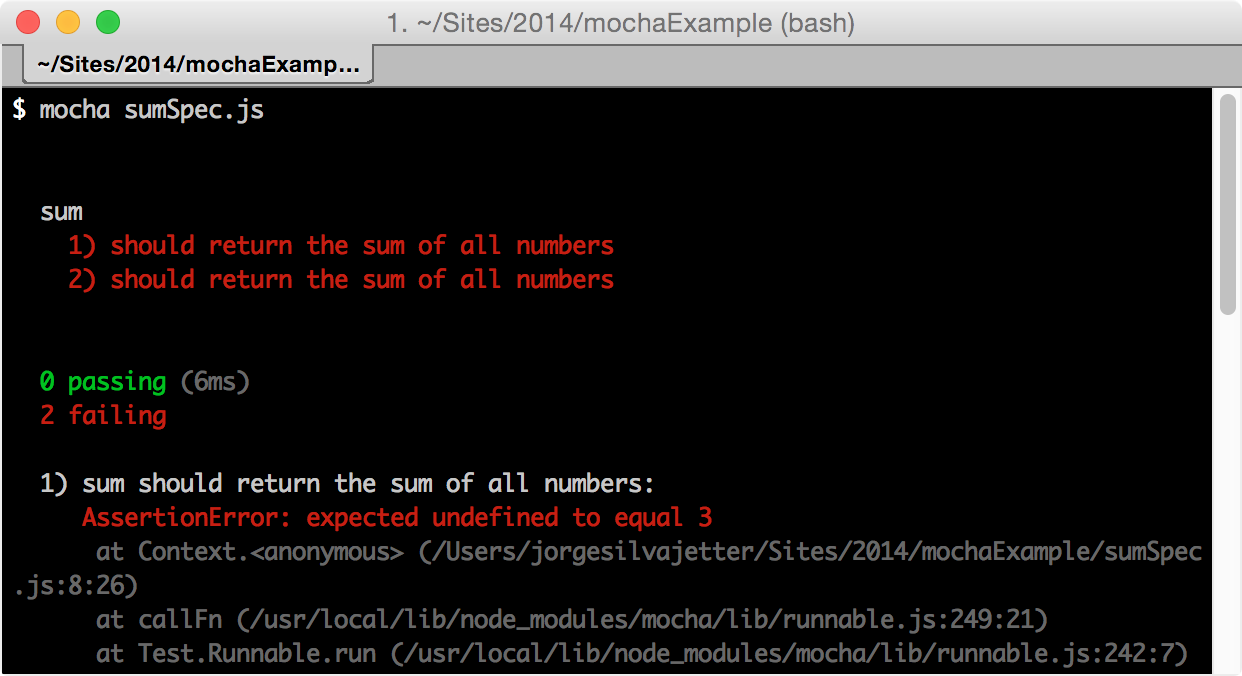 1. ~/Sites/2014/mochaExample (bash)
~/Sites/2014/mochaExamp...
$ mocha sumSpec.js
sum
1) should return the sum of all numbers
2) should return the sum of all numbers
0 passing (6ms)
2 failing
1) sum should return the sum of all numbers:
AssertionError: expected undefined to equal 3
at Context.<anonymous> (/Users/jorgesilvajetter/Sites/2014/mochaExample/sumSpec
.js:8:26)
at callFn (/usr/local/lib/node_modules/mocha/lib/runnable.js:249:21)
at Test.Runnable.run (/usr/local/lib/node_modules/mocha/lib/runnable.js:242:7)